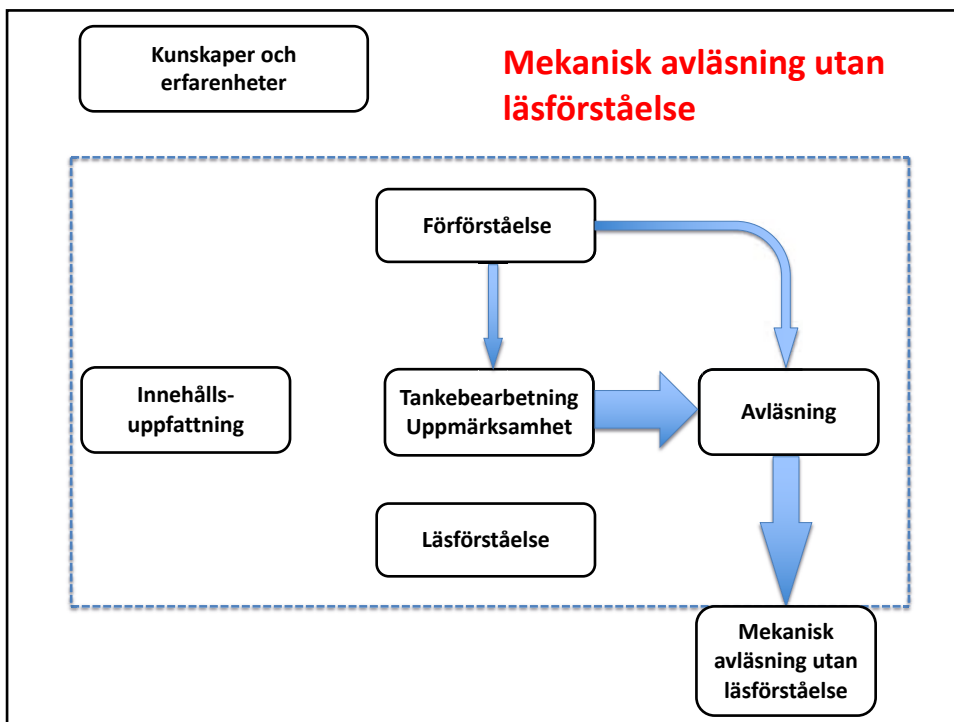 Kunskaper och
erfarenheter
Mekanisk avläsning utan
läsförståelse
Förförståelse
Innehålls-
uppfattning
Tankebearbetning
Uppmärksamhet
Avläsning
Läsförståelse
Mekanisk
avläsning utan
läsförståelse